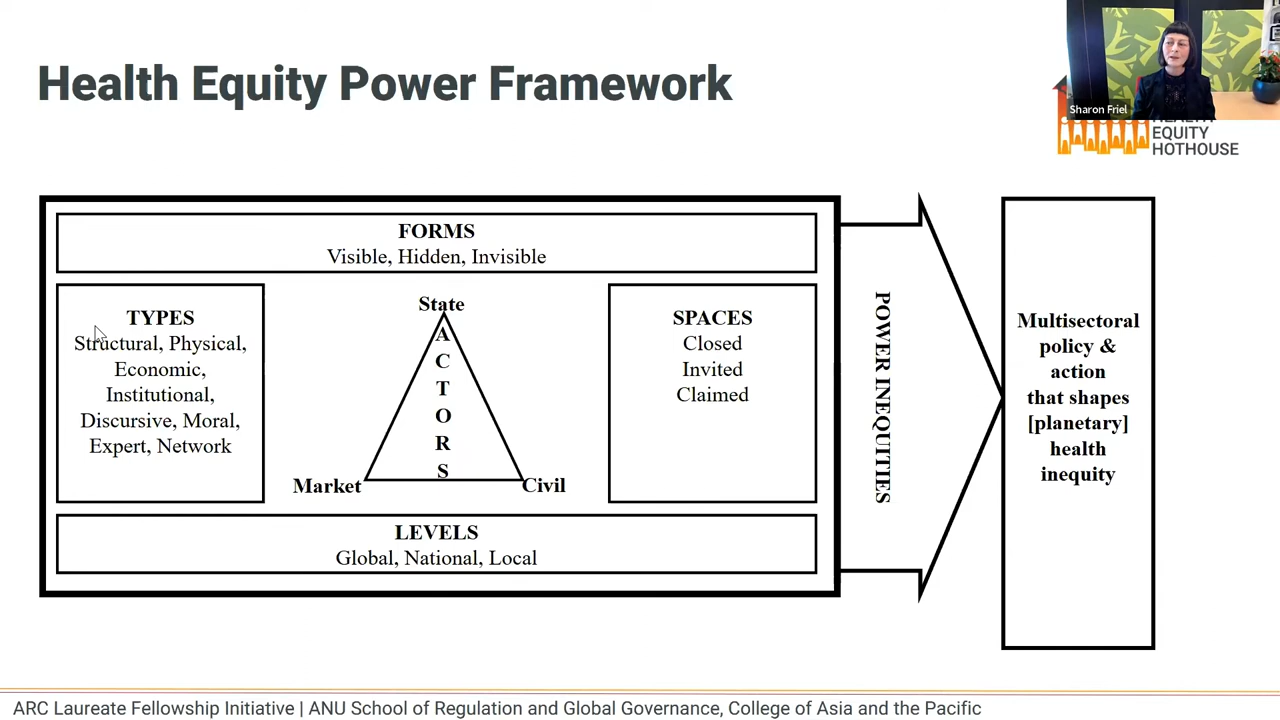 Health Equity Power Framework
Sharon Friel
EQUITY
HOTHOUSE
FORMS
Visible, Hidden, Invisible
TYPES
Structural, Physical,
Economic,
Institutional,
Discursive, Moral,
Expert, Network
State
ACTORS
Market
Civil
SPACES
Closed
Invited
Claimed
LEVELS
Global, National, Local
POWER INEQUITIES
Multisectoral
policy &
action
that shapes
[planetary]
health
inequity
ARC Laureate Fellowship Initiative | ANU School of Regulation and Global Governance, College of Asia and the Pacific